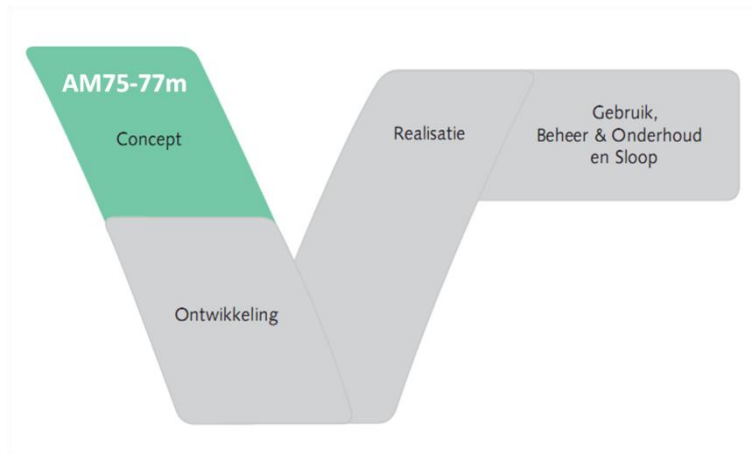 AM75-77m
Concept
Ontwikkeling
Realisatie
Gebruik,
Beheer & Onderhoud
en Sloop